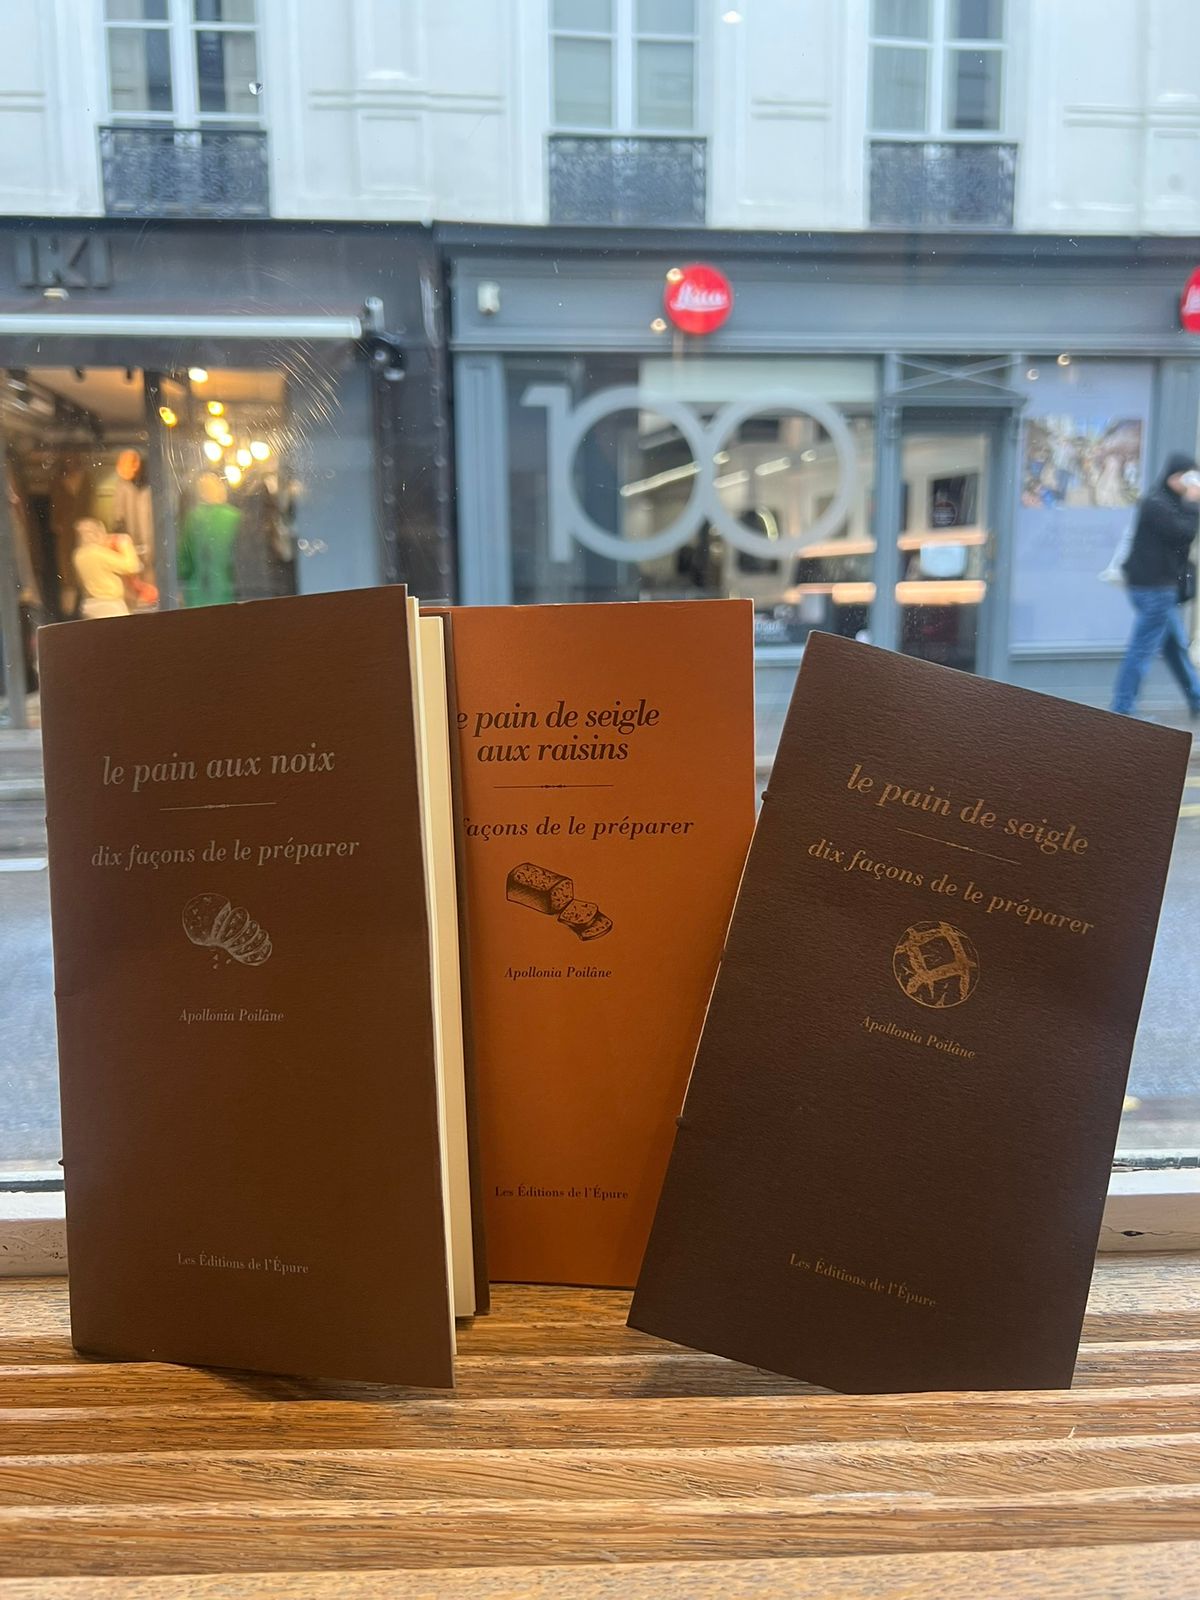 IKI
Leica
100
le pain aux noix
dix façons de le préparer
Apollonia Poilâne
Les Éditions de l'Épure
pain de seigle
aux raisins
façons de le préparer
Apollonia Poilâne
Les Éditions de l'Épure
le pain de seigle
dix façons de le préparer
Apollonia Poilâne
Les Éditions de l'Épure